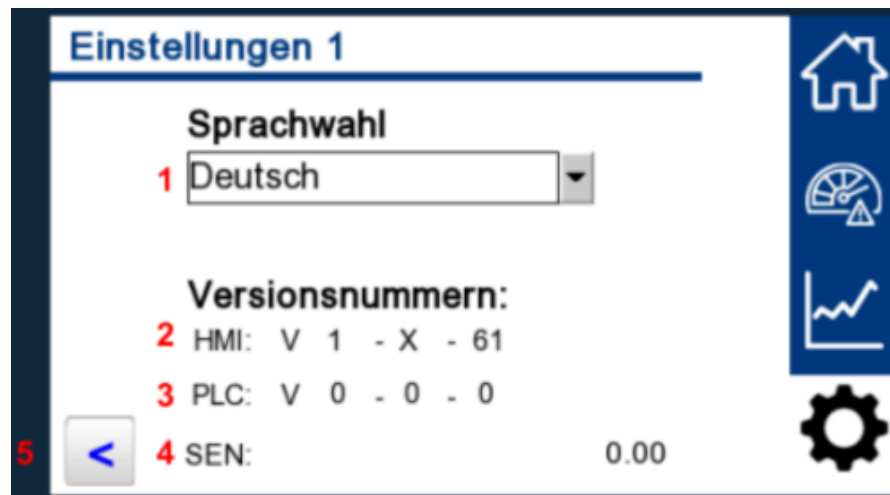 Einstellungen 1
Sprachwahl
1 Deutsch
Versionsnummern:
2 HMI: V 1 - X - 61
3 PLC: V 0 - 0 - 0
5 < 4 SEN: 0.00